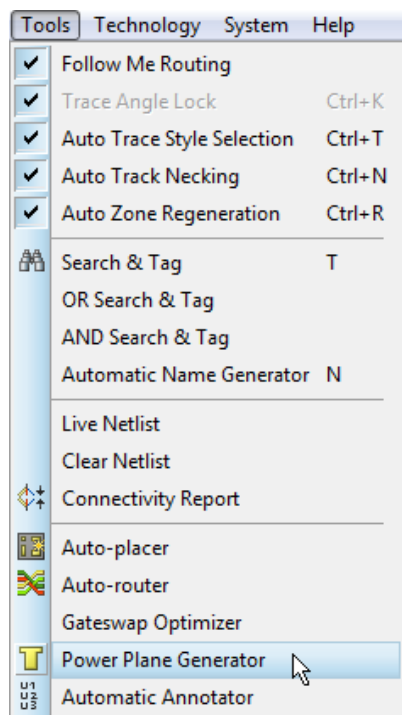 Tools Technology System Help
Follow Me Routing
Trace Angle Lock Ctrl+K
Auto Trace Style Selection Ctrl+T
Auto Track Necking Ctrl+N
Auto Zone Regeneration Ctrl+R
Search & Tag T
OR Search & Tag
AND Search & Tag
Automatic Name Generator N
Live Netlist
Clear Netlist
Connectivity Report
Auto-placer
Auto-router
Gateswap Optimizer
Power Plane Generator
U1
U2
U3
Automatic Annotator